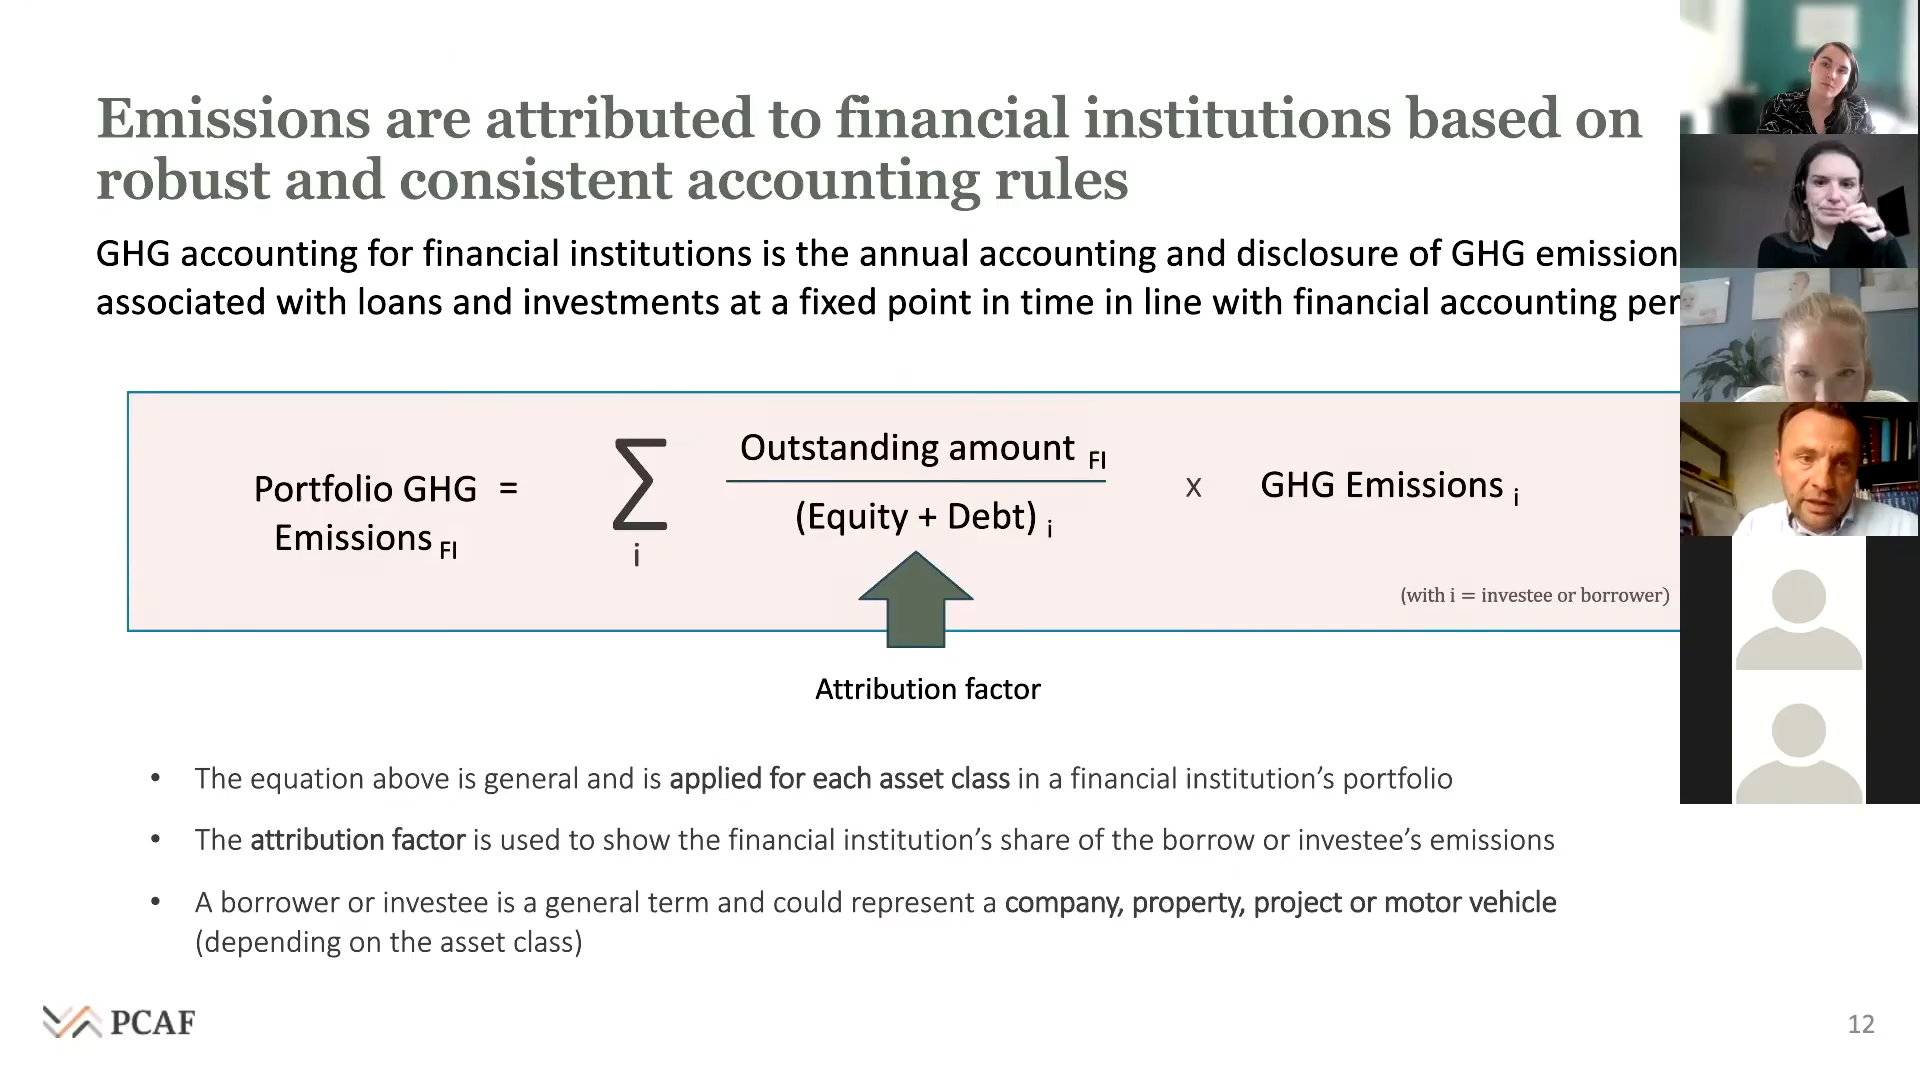 Emissions are attributed to financial institutions based on
robust and consistent accounting rules
GHG accounting for financial institutions is the annual accounting and disclosure of GHG emission
associated with loans and investments at a fixed point in time in line with financial accounting per
Portfolio GHG =
Emissions FI
∑
i
Outstanding amount FI
(Equity + Debt) i
x
GHG Emissions i
(with i = investee or borrower)
Attribution factor
• The equation above is general and is applied for each asset class in a financial institution’s portfolio
• The attribution factor is used to show the financial institution’s share of the borrow or investee’s emissions
• A borrower or investee is a general term and could represent a company, property, project or motor vehicle
(depending on the asset class)
PCAF
12